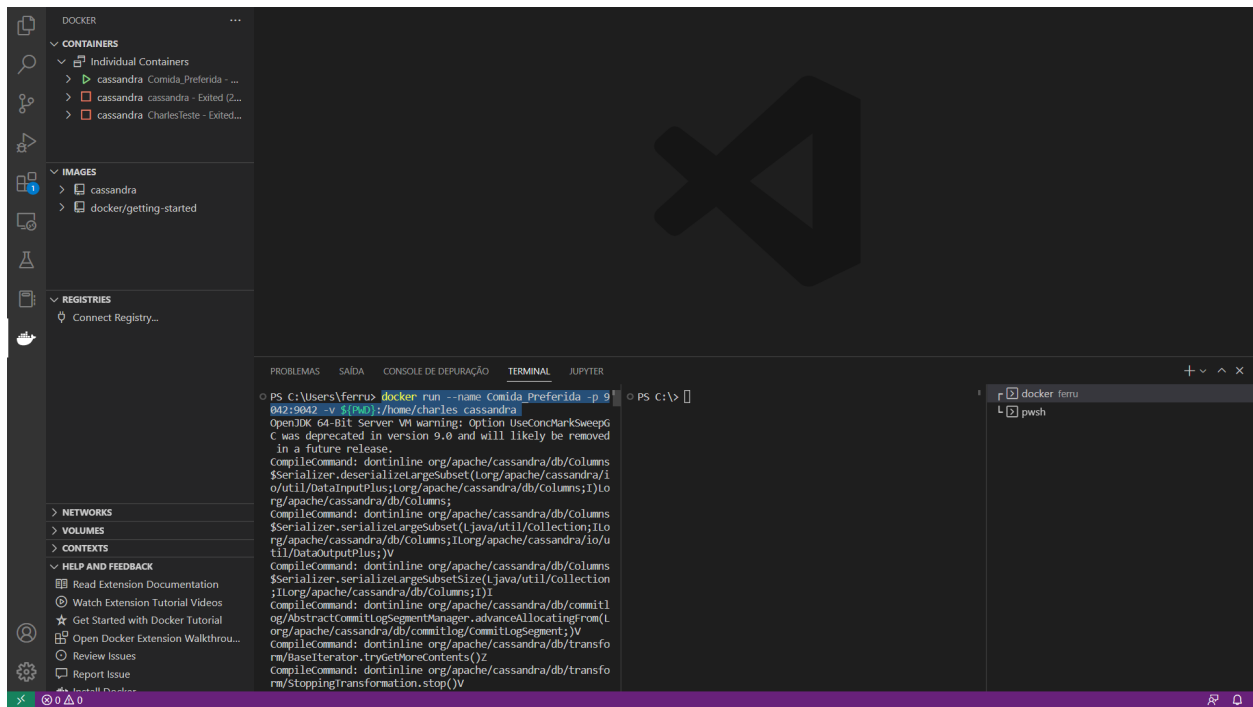 DOCKER
CONTAINERS
Individual Containers
cassandra Comida_Preferida - ...
cassandra cassandra - Exited (2...
cassandra CharlesTeste - Exited...
IMAGES
cassandra
docker/getting-started
REGISTRIES
Connect Registry...
NETWORKS
VOLUMES
CONTEXTS
HELP AND FEEDBACK
Read Extension Documentation
Watch Extension Tutorial Videos
Get Started with Docker Tutorial
Open Docker Extension Walkthrou...
Review Issues
Report Issue
Install Docker
1
0 0
PROBLEMAS SAÍDA CONSOLE DE DEPURAÇÃO TERMINAL JUPYTER
PS C:\Users\ferru> docker run --name Comida_Preferida -p 9
042:9042 -v ${PWD}:/home/charles cassandra
OpenJDK 64-Bit Server VM warning: Option UseConcMarkSweepG
C was deprecated in version 9.0 and will likely be removed
in a future release.
CompileCommand: dontinline org/apache/cassandra/db/Columns
$Serializer.deserializeLargeSubset(Lorg/apache/cassandra/i
o/util/DataInputPlus;Lorg/apache/cassandra/db/Columns;I)Lo
rg/apache/cassandra/db/Columns;
CompileCommand: dontinline org/apache/cassandra/db/Columns
$Serializer.serializeLargeSubset(Ljava/util/Collection;ILo
rg/apache/cassandra/db/Columns;ILorg/apache/cassandra/io/u
til/DataOutputPlus;)V
CompileCommand: dontinline org/apache/cassandra/db/Columns
$Serializer.serializeLargeSubsetSize(Ljava/util/Collection
;ILorg/apache/cassandra/db/Columns;I)I
CompileCommand: dontinline org/apache/cassandra/db/commitl
og/AbstractCommitLogSegmentManager.advanceAllocatingFrom(L
org/apache/cassandra/db/commitlog/CommitLogSegment;)V
CompileCommand: dontinline org/apache/cassandra/db/transfo
rm/BaseIterator.tryGetMoreContents()Z
CompileCommand: dontinline org/apache/cassandra/db/transfo
rm/StoppingTransformation.stop()V
PS C:\>
docker ferru
pwsh